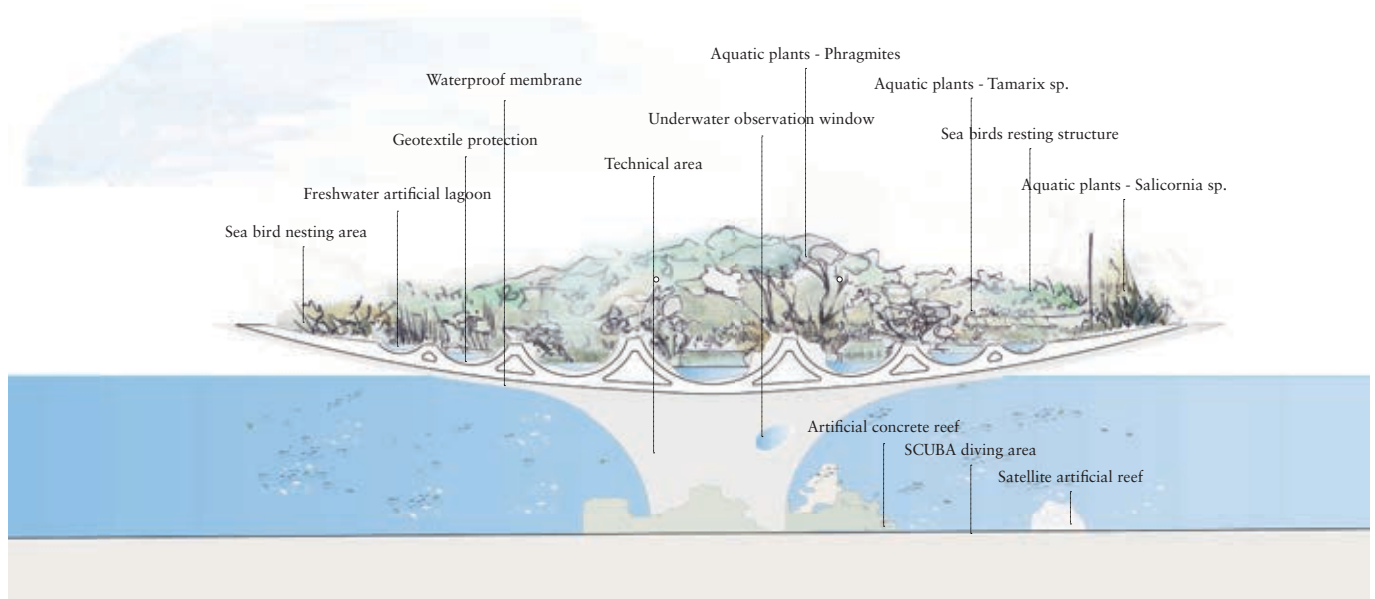 Aquatic plants - Phragmites
Waterproof membrane
Aquatic plants - Tamarix sp.
Underwater observation window
Sea birds resting structure
Geotextile protection
Technical area
Aquatic plants - Salicornia sp.
Freshwater artificial lagoon
Sea bird nesting area
Artificial concrete reef
SCUBA diving area
Satellite artificial reef